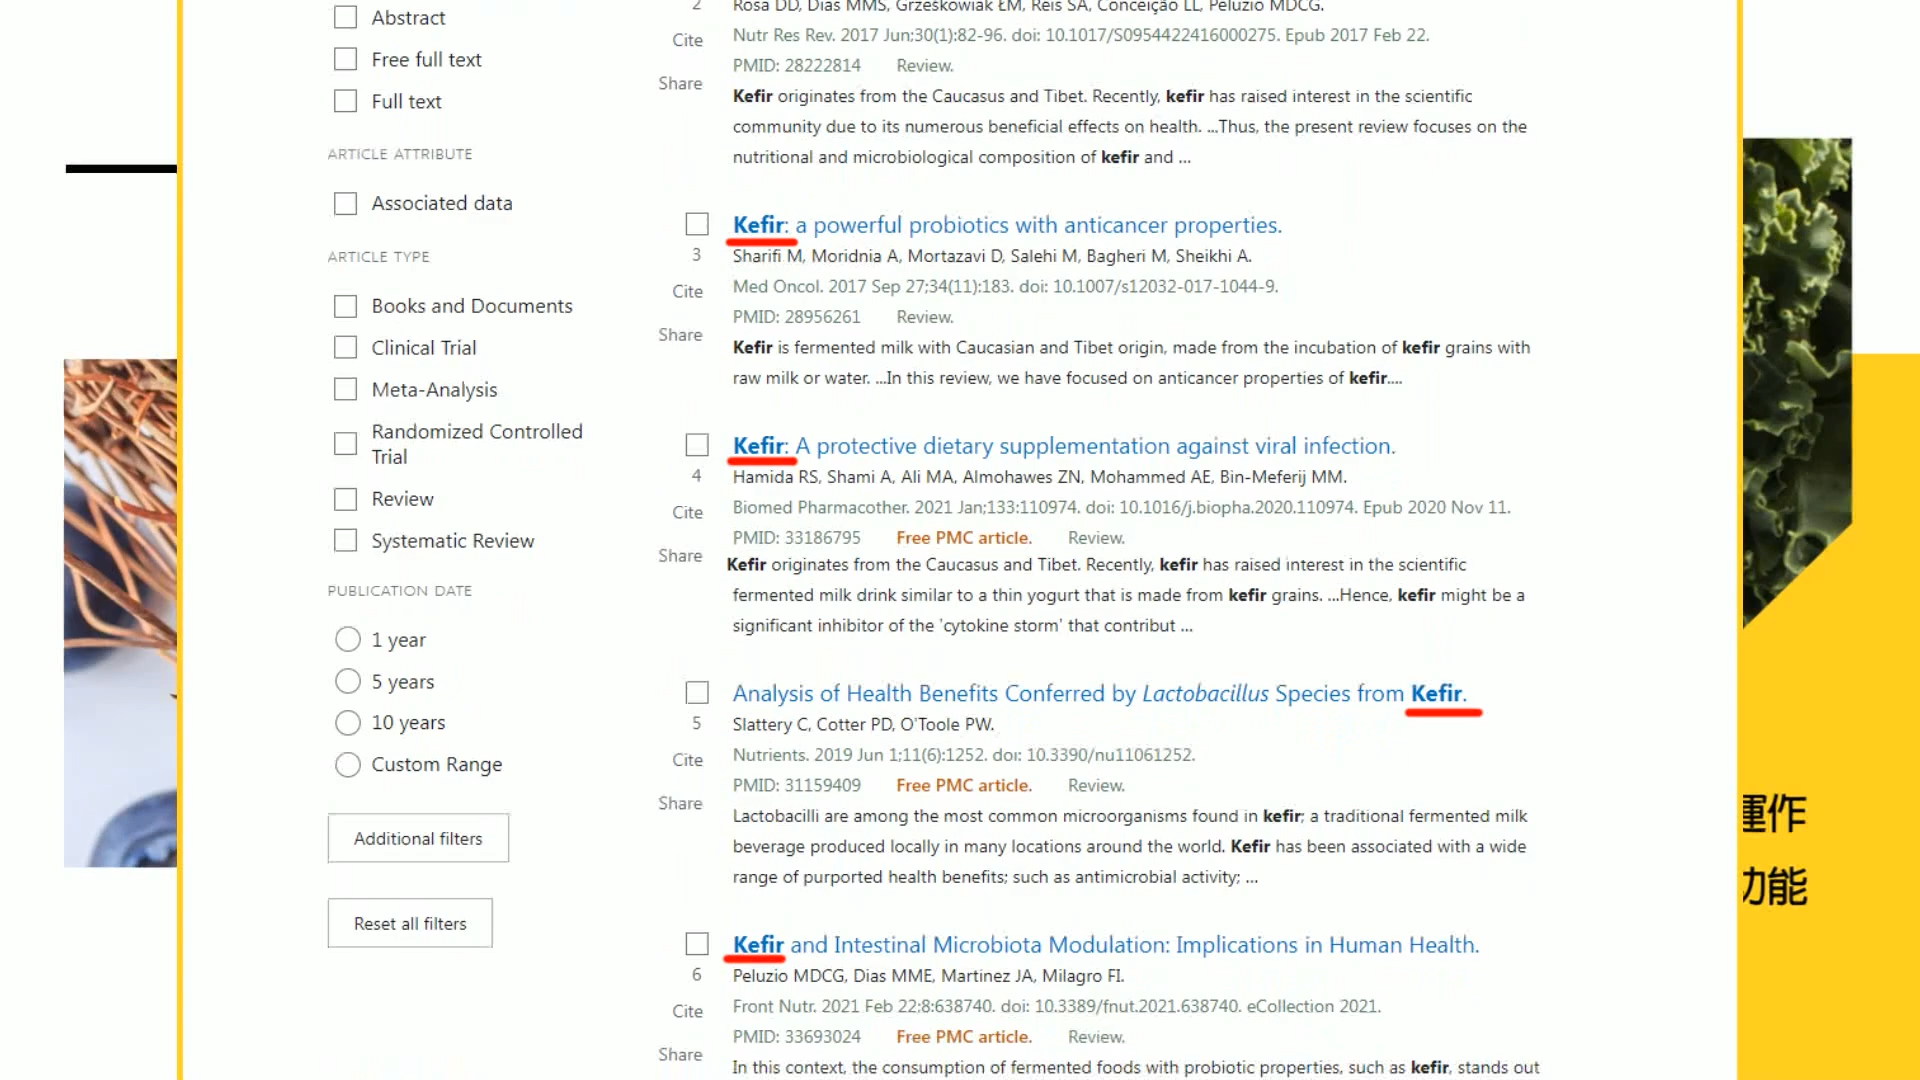 Abstract
Free full text
Full text
ARTICLE ATTRIBUTE
Associated data
ARTICLE TYPE
Books and Documents
Clinical Trial
Meta-Analysis
Randomized Controlled
Trial
Review
Systematic Review
PUBLICATION DATE
1 year
5 years
10 years
Custom Range
Additional filters
Reset all filters
2
Cite
Share
Rosa DD, Dias MMS, Grześkowiak ŁM, Reis SA, Conceição LL, Peluzio MDCG.
Nutr Res Rev. 2017 Jun;30(1):82-96. doi: 10.1017/S0954422416000275. Epub 2017 Feb 22.
PMID: 28222814 Review.
Kefir originates from the Caucasus and Tibet. Recently, kefir has raised interest in the scientific
community due to its numerous beneficial effects on health. ...Thus, the present review focuses on the
nutritional and microbiological composition of kefir and ...
3
Cite
Share
Kefir: a powerful probiotics with anticancer properties.
Sharifi M, Moridnia A, Mortazavi D, Salehi M, Bagheri M, Sheikhi A.
Med Oncol. 2017 Sep 27;34(11):183. doi: 10.1007/s12032-017-1044-9.
PMID: 28956261 Review.
Kefir is fermented milk with Caucasian and Tibet origin, made from the incubation of kefir grains with
raw milk or water. ...In this review, we have focused on anticancer properties of kefir....
4
Cite
Share
Kefir: A protective dietary supplementation against viral infection.
Hamida RS, Shami A, Ali MA, Almohawes ZN, Mohammed AE, Bin-Meferij MM.
Biomed Pharmacother. 2021 Jan;133:110974. doi: 10.1016/j.biopha.2020.110974. Epub 2020 Nov 11.
PMID: 33186795 Free PMC article. Review.
Kefir originates from the Caucasus and Tibet. Recently, kefir has raised interest in the scientific
fermented milk drink similar to a thin yogurt that is made from kefir grains. ...Hence, kefir might be a
significant inhibitor of the 'cytokine storm' that contribut ...
5
Cite
Share
Analysis of Health Benefits Conferred by Lactobacillus Species from Kefir.
Slattery C, Cotter PD, O'Toole PW.
Nutrients. 2019 Jun 1;11(6):1252. doi: 10.3390/nu11061252.
PMID: 31159409 Free PMC article. Review.
Lactobacilli are among the most common microorganisms found in kefir; a traditional fermented milk
beverage produced locally in many locations around the world. Kefir has been associated with a wide
range of purported health benefits; such as antimicrobial activity; ...
6
Cite
Share
Kefir and Intestinal Microbiota Modulation: Implications in Human Health.
Peluzio MDCG, Dias MME, Martinez JA, Milagro FI.
Front Nutr. 2021 Feb 22;8:638740. doi: 10.3389/fnut.2021.638740. eCollection 2021.
PMID: 33693024 Free PMC article. Review.
In this context, the consumption of fermented foods with probiotic properties, such as kefir, stands out
運作
功能